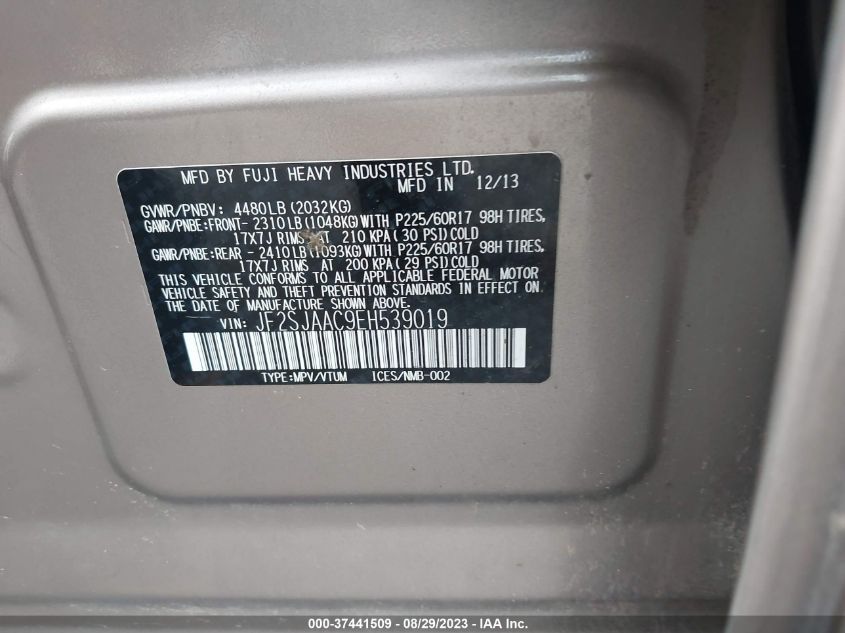 MFD BY FUJI HEAVY INDUSTRIES LTD.
MFD IN 12/13
GVWR/PNBV: 4480LB (2032KG)
GAWR/PNBE:FRONT- 2310LB (1048KG) WITH P225/60R17 98H TIRES,
17X7J RIMS AT 210 KPA (30 PSI) COLD
GAWR/PNBE:REAR - 2410LB (1093KG) WITH P225/60R17 98H TIRES,
17X7J RIMS AT 200 KPA (29 PSI) COLD
THIS VEHICLE CONFORMS TO ALL APPLICABLE FEDERAL MOTOR
VEHICLE SAFETY AND THEFT PREVENTION STANDARDS IN EFFECT ON
THE DATE OF MANUFACTURE SHOWN ABOVE.
VIN: JF2SJAAC9EH539019
TYPE:MPV/VTUM ICES/NMB-002
000-37441509 - 08/29/2023 - IAA Inc.